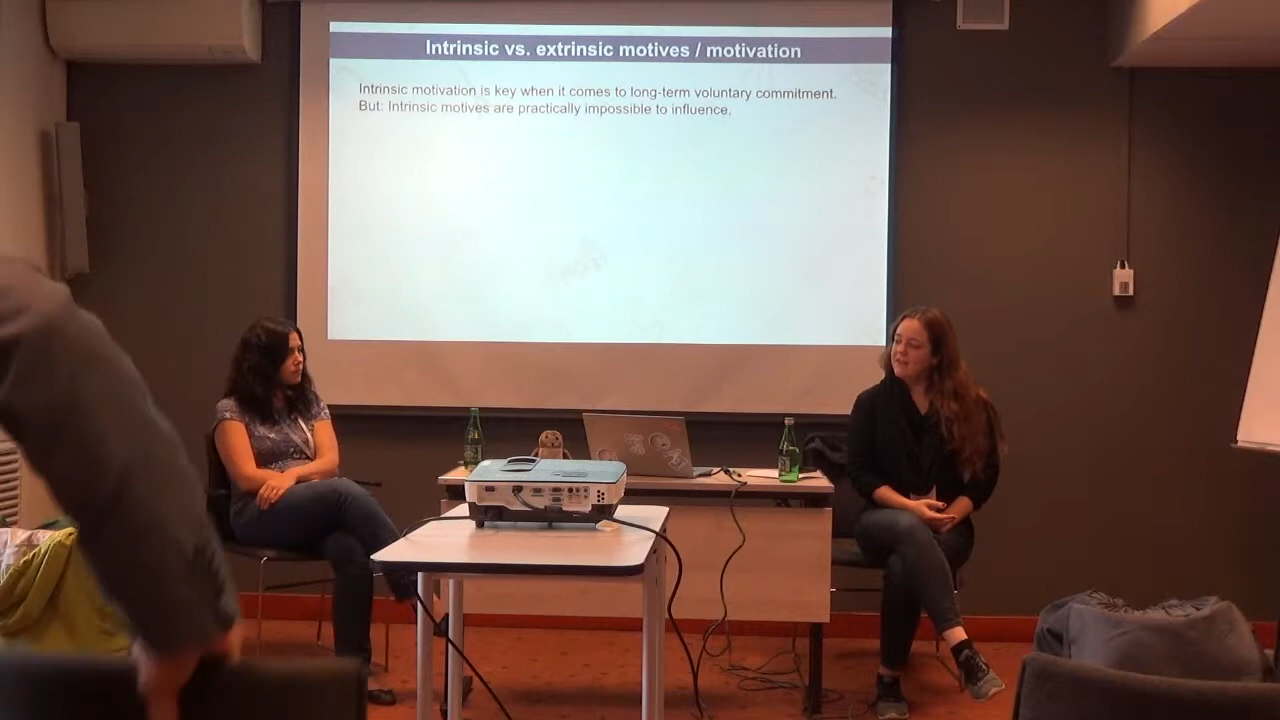 Intrinsic vs. extrinsic motives / motivation
Intrinsic motivation is key when it comes to long-term voluntary commitment.
But: Intrinsic motives are practically impossible to influence.